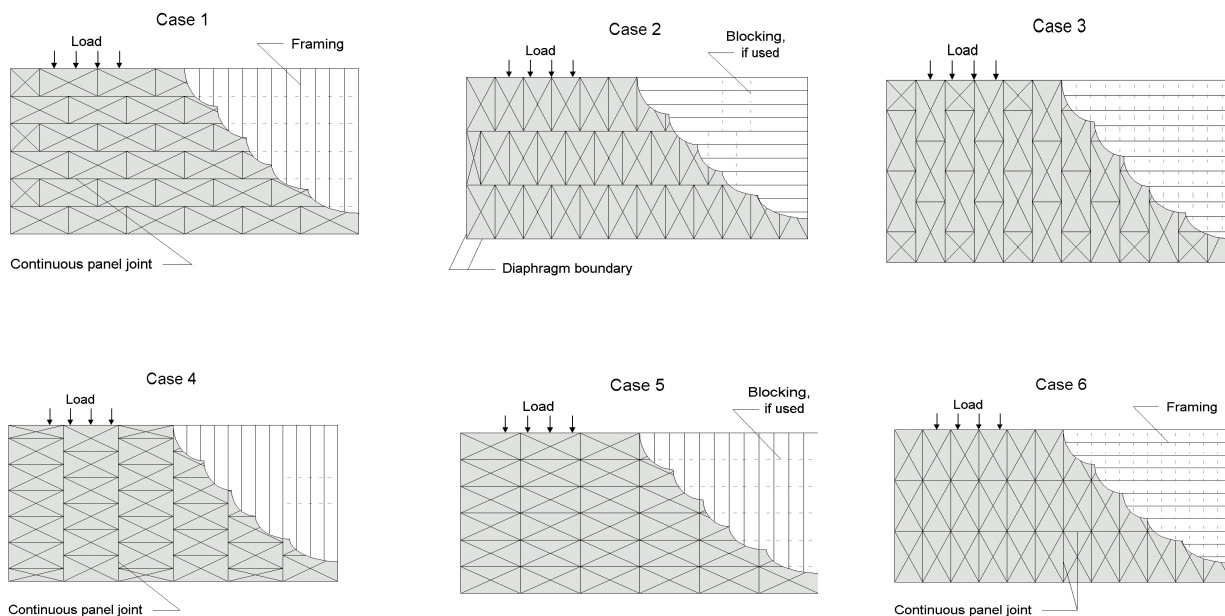 Case 1
Load
Framing
Continuous panel joint
Case 2
Load
Blocking,
if used
Diaphragm boundary
Case 3
Load
Case 4
Load
Continuous panel joint
Case 5
Load
Blocking,
if used
Case 6
Load
Framing
Continuous panel joint